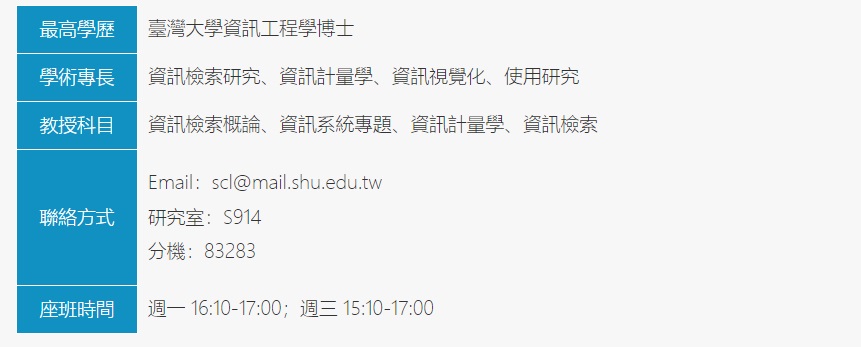 最高學歷 臺灣大學資訊工程學博士
學術專長 資訊檢索研究、資訊計量學、資訊視覺化、使用研究
教授科目 資訊檢索概論、資訊系統專題、資訊計量學、資訊檢索
聯絡方式
Email：scl@mail.shu.edu.tw
研究室：S914
分機：83283
座班時間 週一 16:10-17:00；週三 15:10-17:00